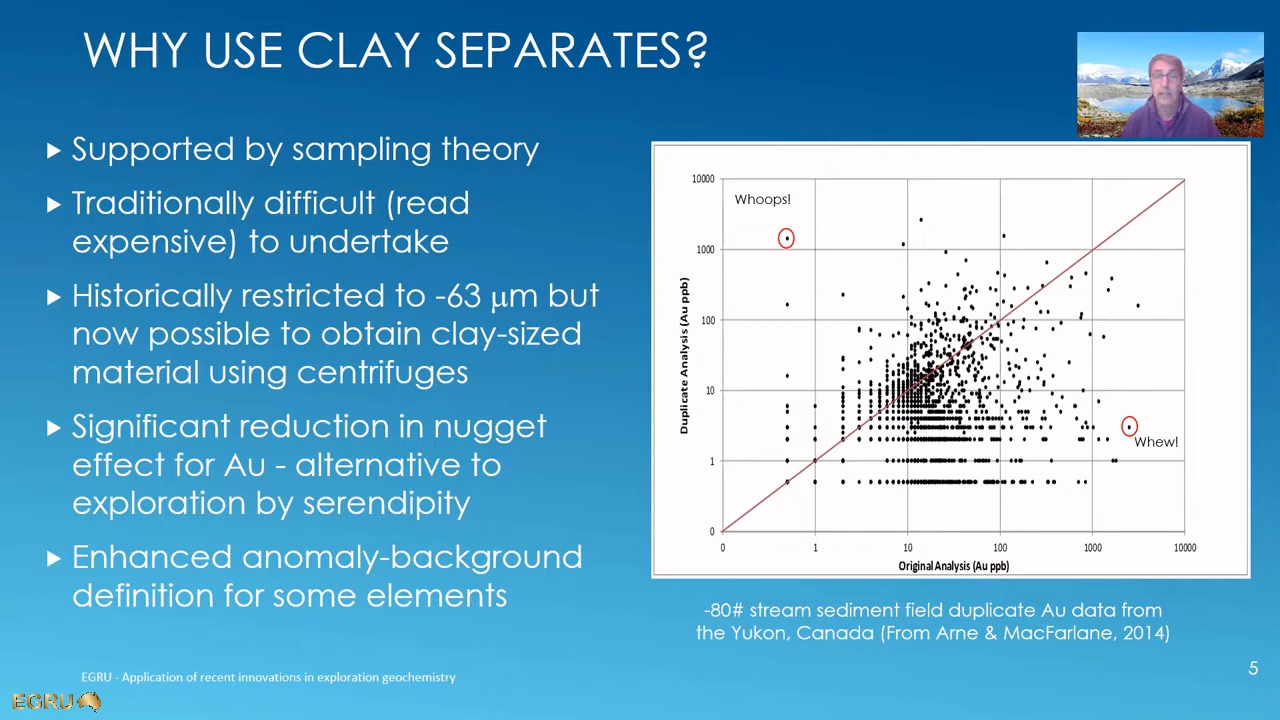 WHY USE CLAY SEPARATES?
Supported by sampling theory
Traditionally difficult (read
expensive) to undertake
Historically restricted to -63 μm but
now possible to obtain clay-sized
material using centrifuges
Significant reduction in nugget
effect for Au - alternative to
exploration by serendipity
Enhanced anomaly-background
definition for some elements
10000
1000
100
10
1
0
Duplicate Analysis (Au ppb)
Whoops!
Whew!
0 1 10 100 1000 10000
Original Analysis (Au ppb)
-80# stream sediment field duplicate Au data from
the Yukon, Canada (From Arne & MacFarlane, 2014)
EGRU - Application of recent innovations in exploration geochemistry
5
EGRU